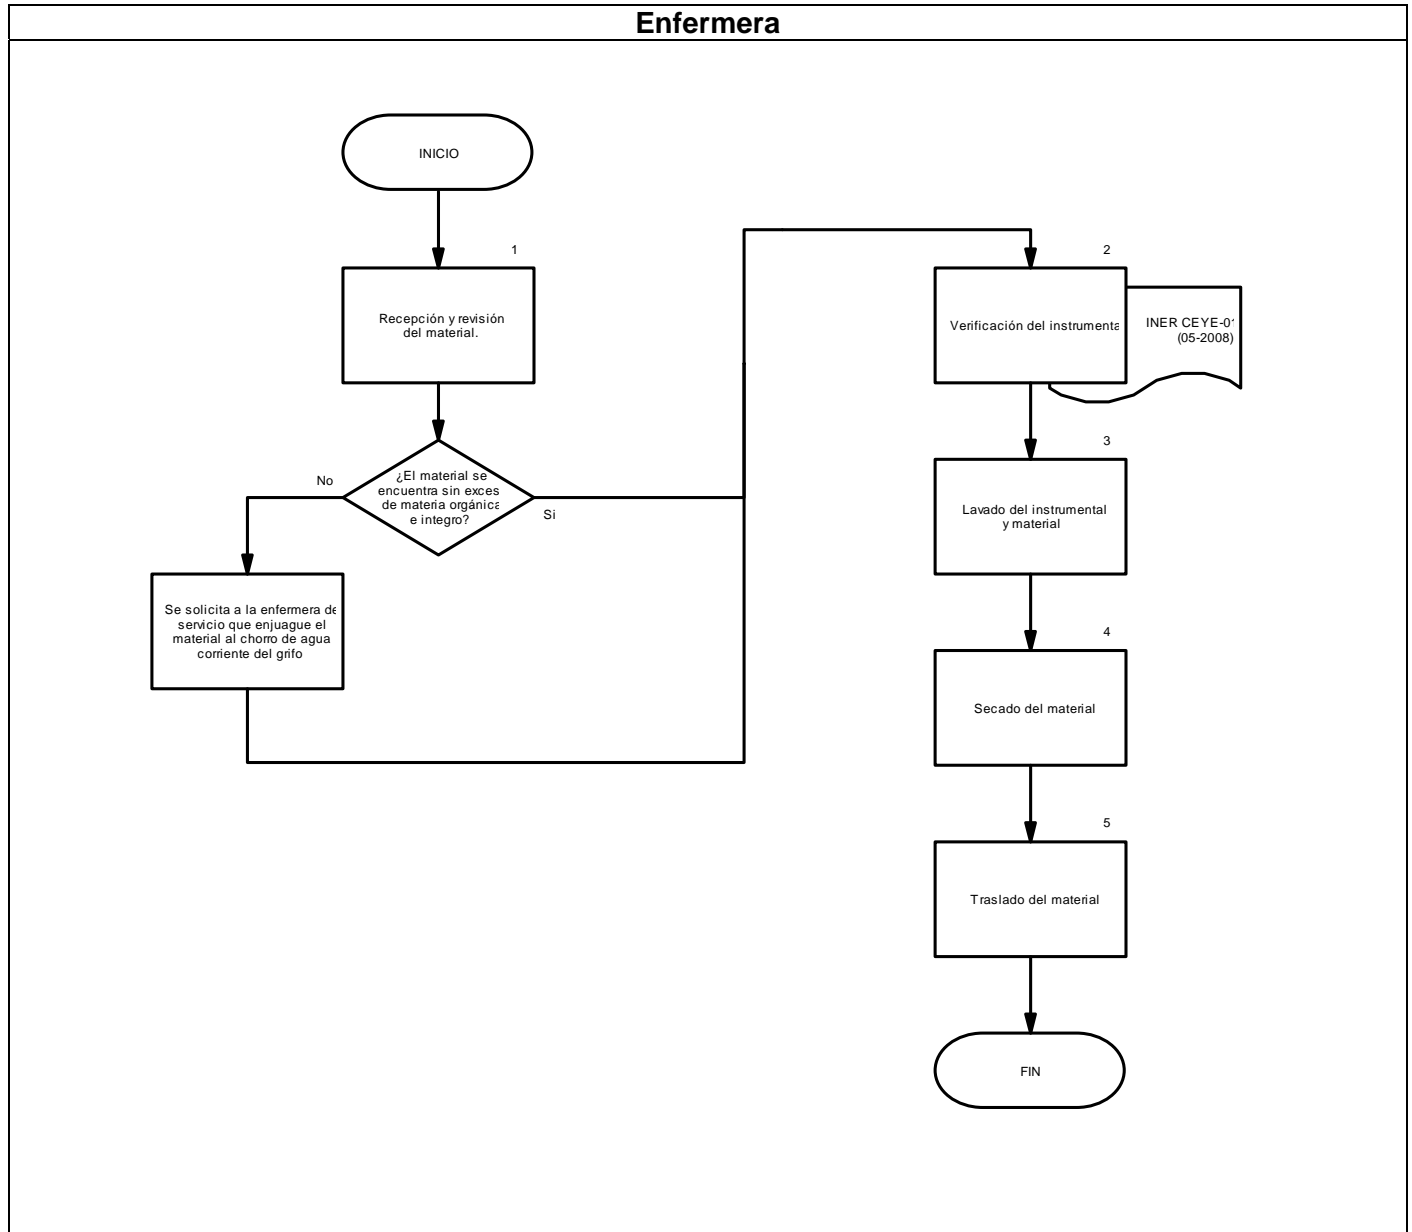 Enfermera
INICIO
1
Recepción y revisión
del material.
¿El material se
encuentra sin exces
de materia orgánica
e integro?
No
Si
Se solicita a la enfermera de
servicio que enjuague el
material al chorro de agua
corriente del grifo
2
Verificación del instrumenta
INER CEYE-01
(05-2008)
3
Lavado del instrumental
y material
4
Secado del material
5
Traslado del material
FIN